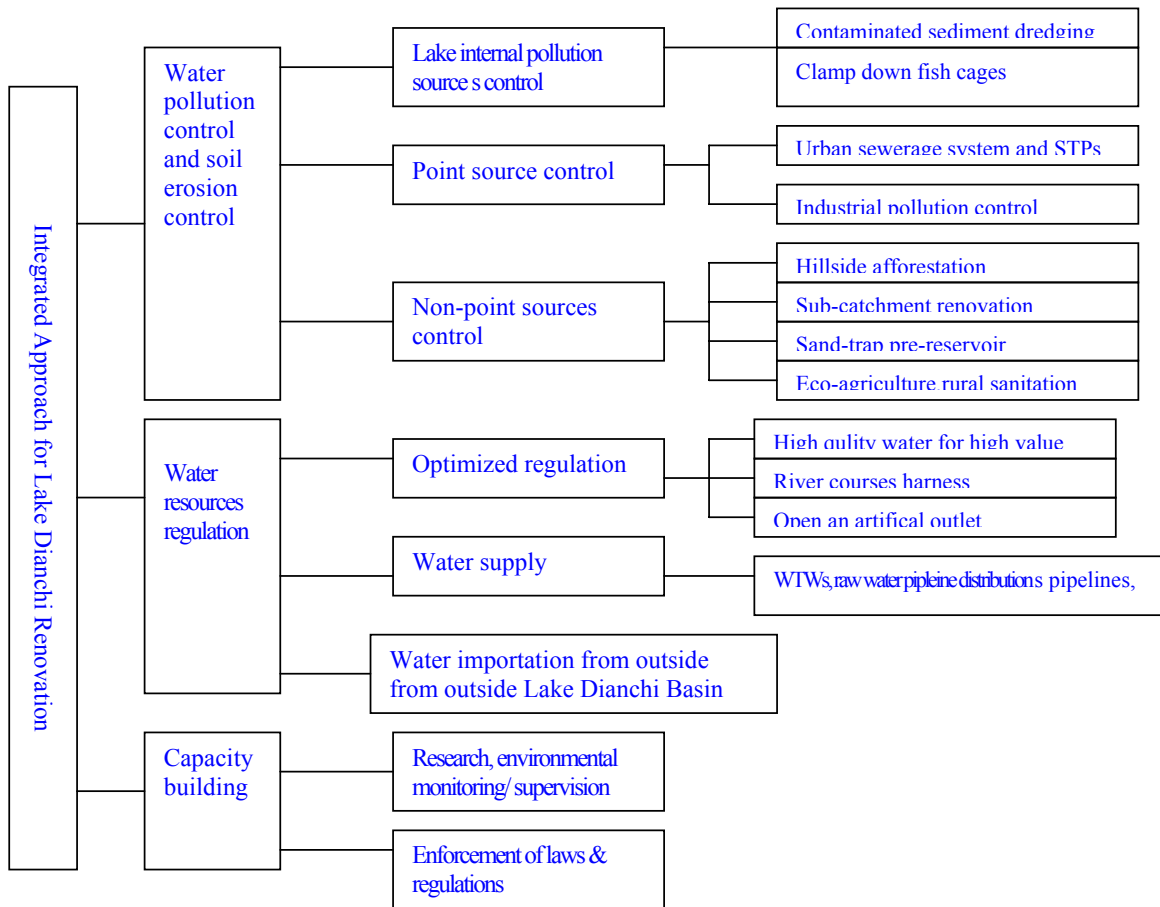 Integrated Approach for Lake Dianchi Renovation
Water
pollution
control
and soil
erosion
control
Lake internal pollution
source s control
Contaminated sediment dredging
Clamp down fish cages
Point source control
Urban sewerage system and STPs
Industrial pollution control
Non-point sources
control
Hillside afforestation
Sub-catchment renovation
Sand-trap pre-reservoir
Eco-agriculture,rural sanitation
Water
resources
regulation
Optimized regulation
High qulity water for high value
River courses harness
Open an artifical outlet
Water supply
WTWs, raw water pipleine distributions pipelines,
Water importation from outside
from outside Lake Dianchi Basin
Capacity
building
Research, environmental
monitoring/ supervision
Enforcement of laws &
regulations